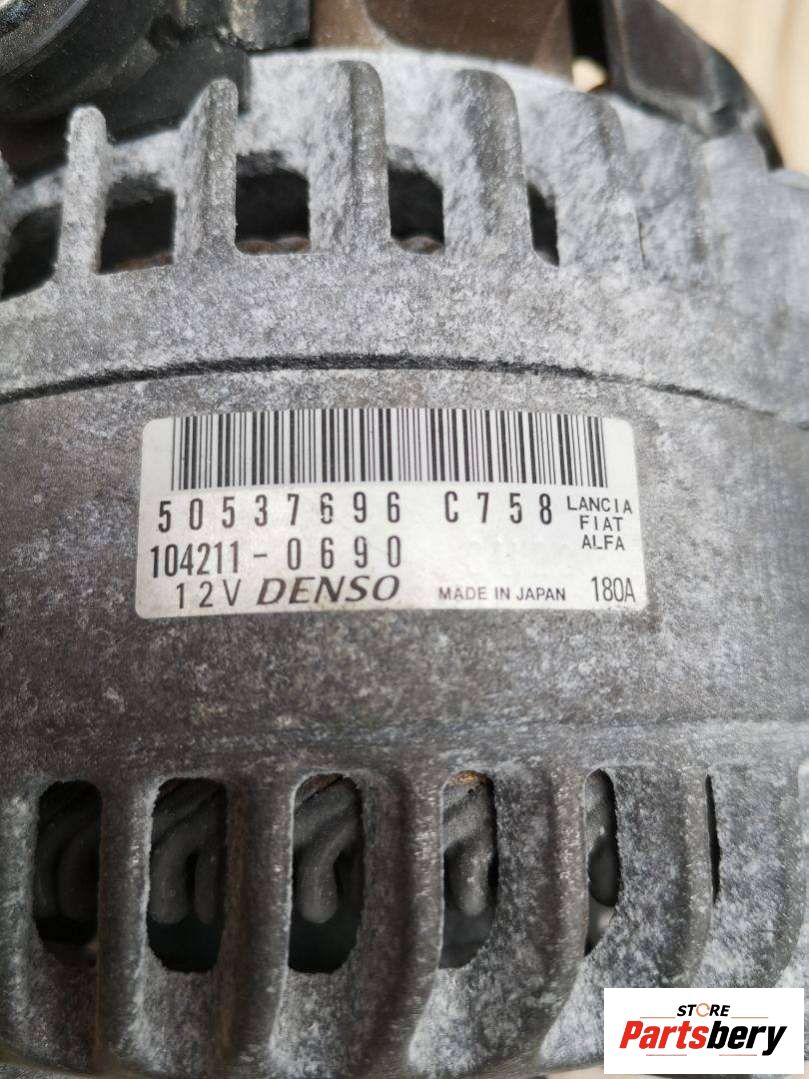 50537696 C758 LANCIA
FIAT
ALFA
104211-0690
12V DENSO MADE IN JAPAN 180A
STORE
Partsbery